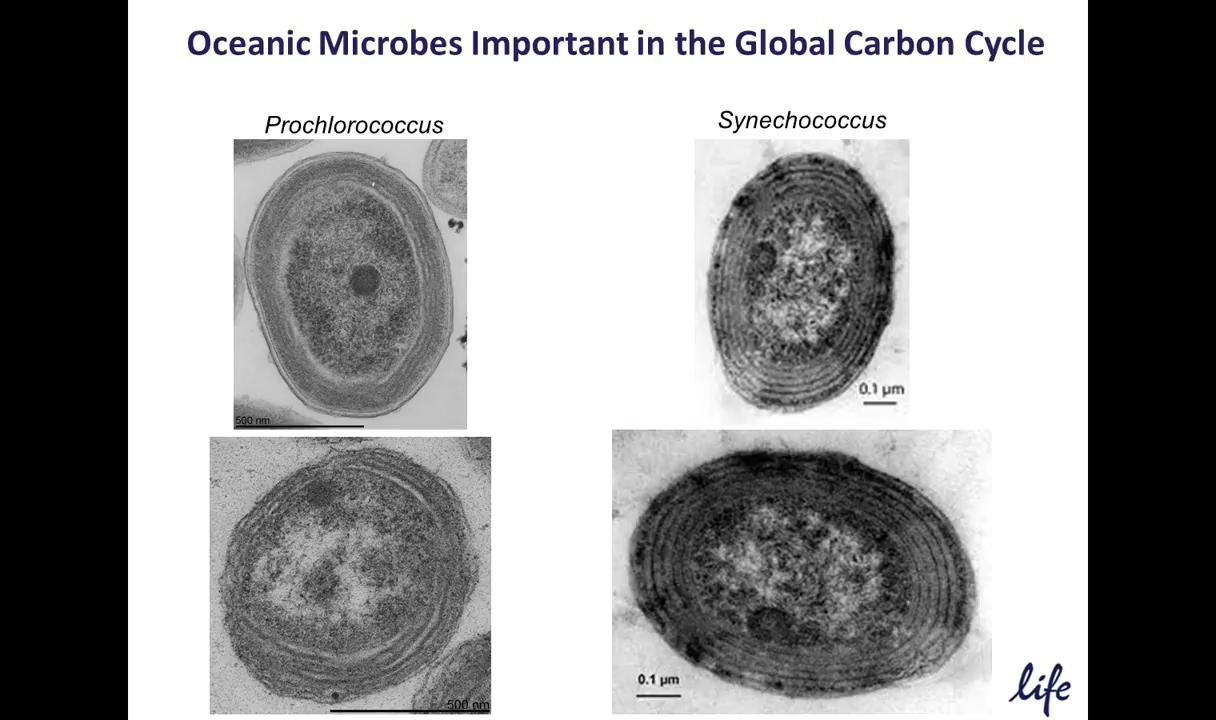 Oceanic Microbes Important in the Global Carbon Cycle
Prochlorococcus
Synechococcus
500 nm
0.1 µm
500 nm
0.1 µm
life